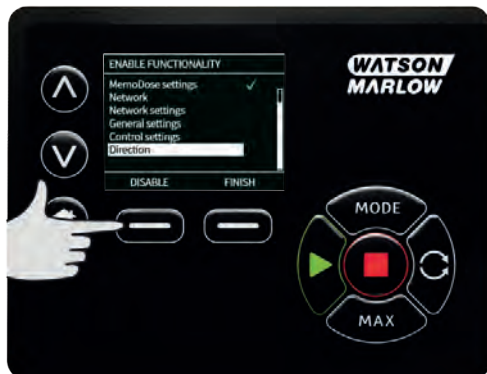 ENABLE FUNCTIONALITY
MemoDose settings
Network
Network settings
General settings
Control settings
Direction
DISABLE FINISH
WATSON
MARLOW
MODE
MAX